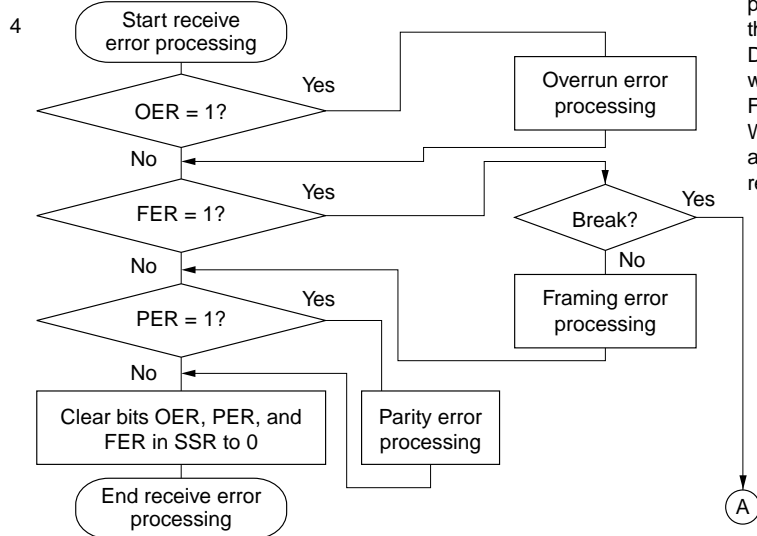 4
Start receive
error processing
Yes
OER = 1?
Overrun error
processing
No
Yes
FER = 1?
Break?
Yes
No
No
Framing error
processing
Yes
PER = 1?
No
Clear bits OER, PER, and
FER in SSR to 0
Parity error
processing
End receive error
processing
A